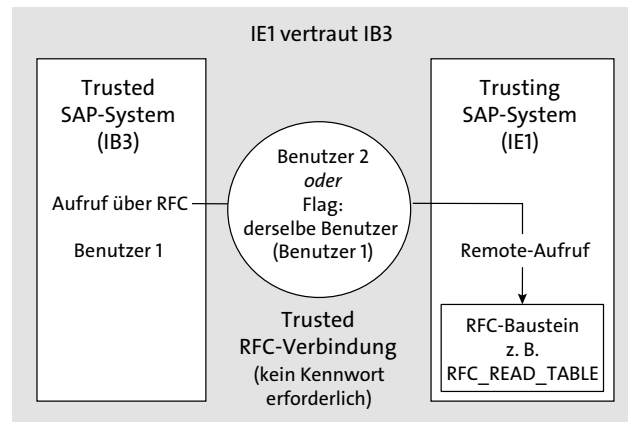 IE1 vertraut IB3
Trusted
SAP-System
(IB3)
Aufruf über RFC
Benutzer 1
Benutzer 2
oder
Flag:
derselbe Benutzer
(Benutzer 1)
Trusted
RFC-Verbindung
(kein Kennwort
erforderlich)
Trusting
SAP-System
(IE1)
Remote-Aufruf
RFC-Baustein
z. B.
RFC_READ_TABLE